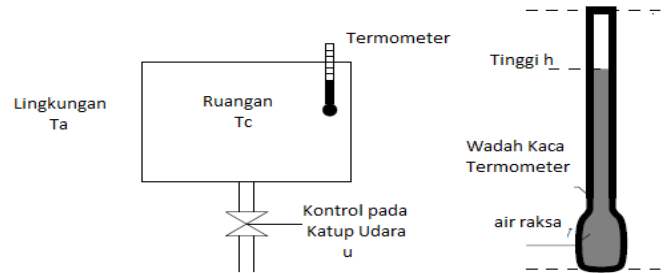 Termometer
Lingkungan
Ta
Ruangan
Tc
Kontrol pada
Katup Udara
u
Tinggi h
Wadah Kaca
Termometer
air raksa